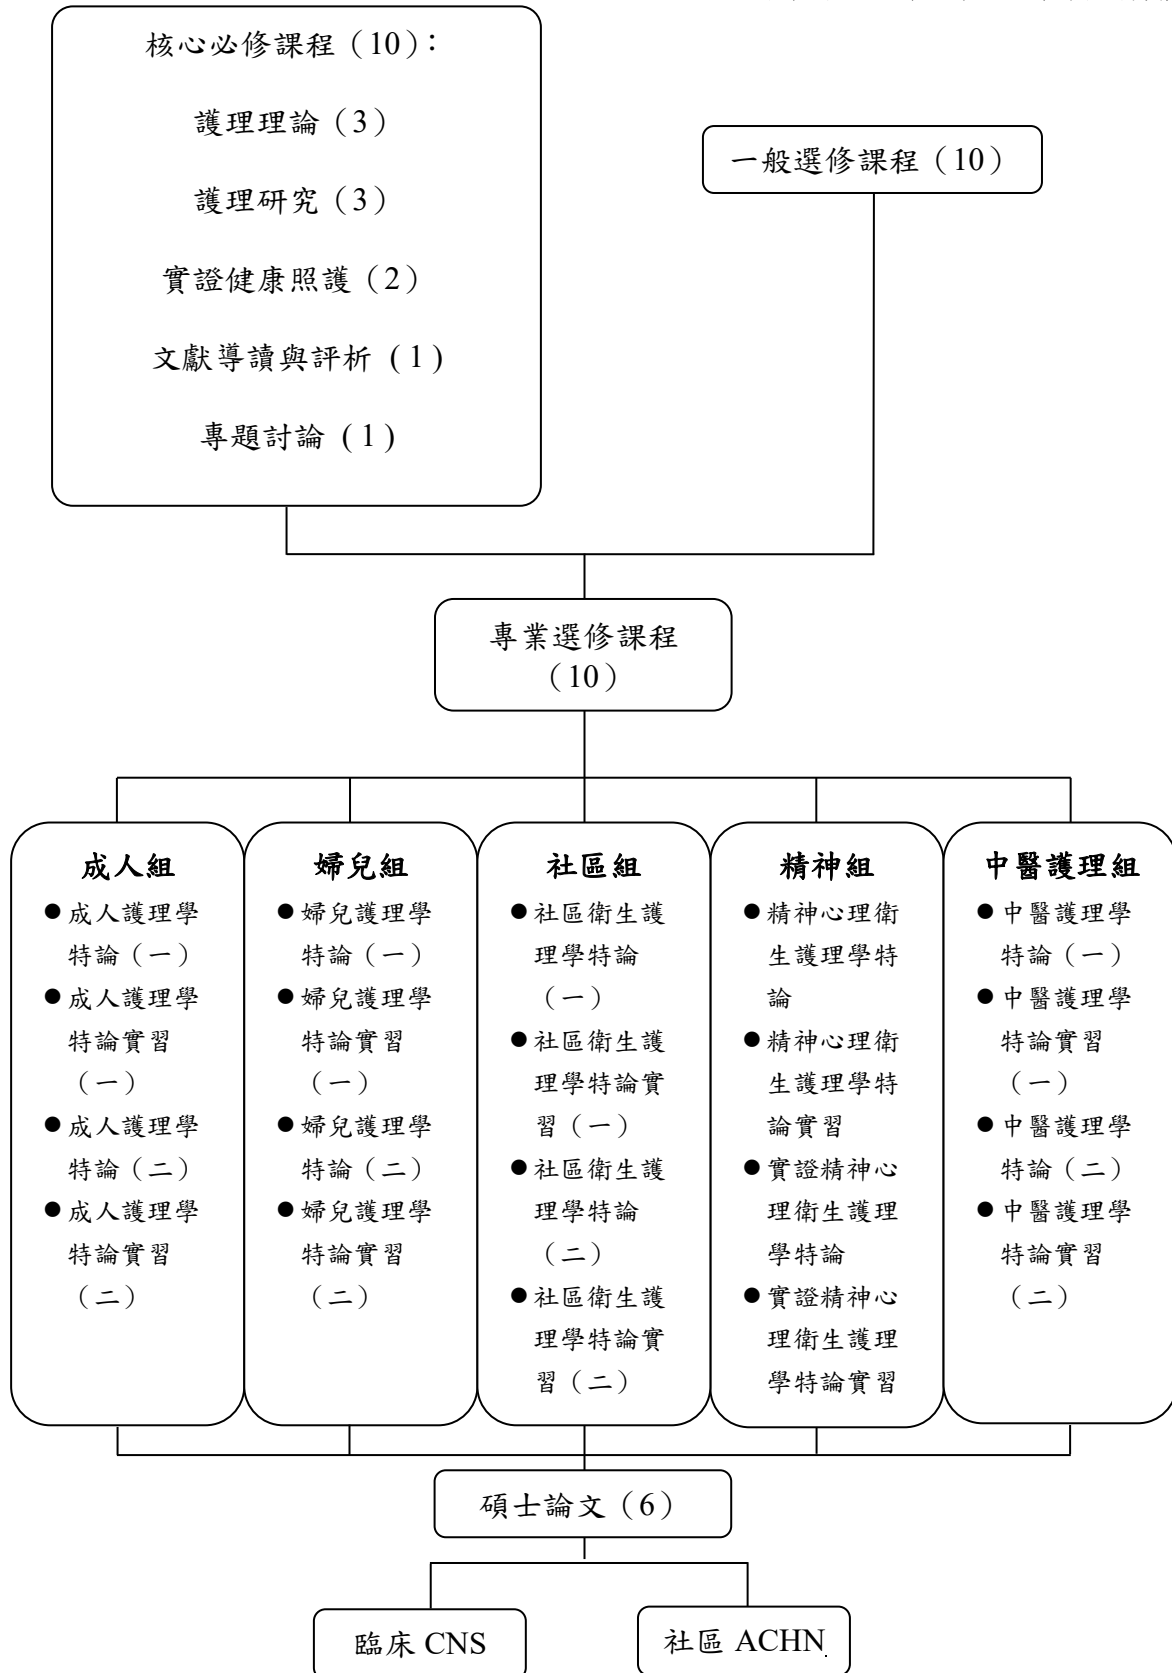 核心必修課程（10）：
護理理論（3）
護理研究（3）
實證健康照護（2）
文獻導讀與評析 (1)
專題討論 (1)
一般選修課程（10）
專業選修課程
（10）
成人組
●成人護理學
特論（一）
●成人護理學
特論實習
（一）
●成人護理學
特論（二）
●成人護理學
特論實習
（二）
婦兒組
●婦兒護理學
特論（一）
●婦兒護理學
特論實習
（一）
●婦兒護理學
特論（二）
●婦兒護理學
特論實習
（二）
社區組
●社區衛生護
理學特論
（一）
●社區衛生護
理學特論實
習（一）
●社區衛生護
理學特論
（二）
●社區衛生護
理學特論實
習（二）
精神組
●精神心理衛
生護理學特
論
●精神心理衛
生護理學特
論實習
●實證精神心
理衛生護理
學特論
●實證精神心
理衛生護理
學特論實習
中醫護理組
●中醫護理學
特論（一）
●中醫護理學
特論實習
（一）
●中醫護理學
特論（二）
●中醫護理學
特論實習
（二）
碩士論文（6）
臨床 CNS
社區 ACHN